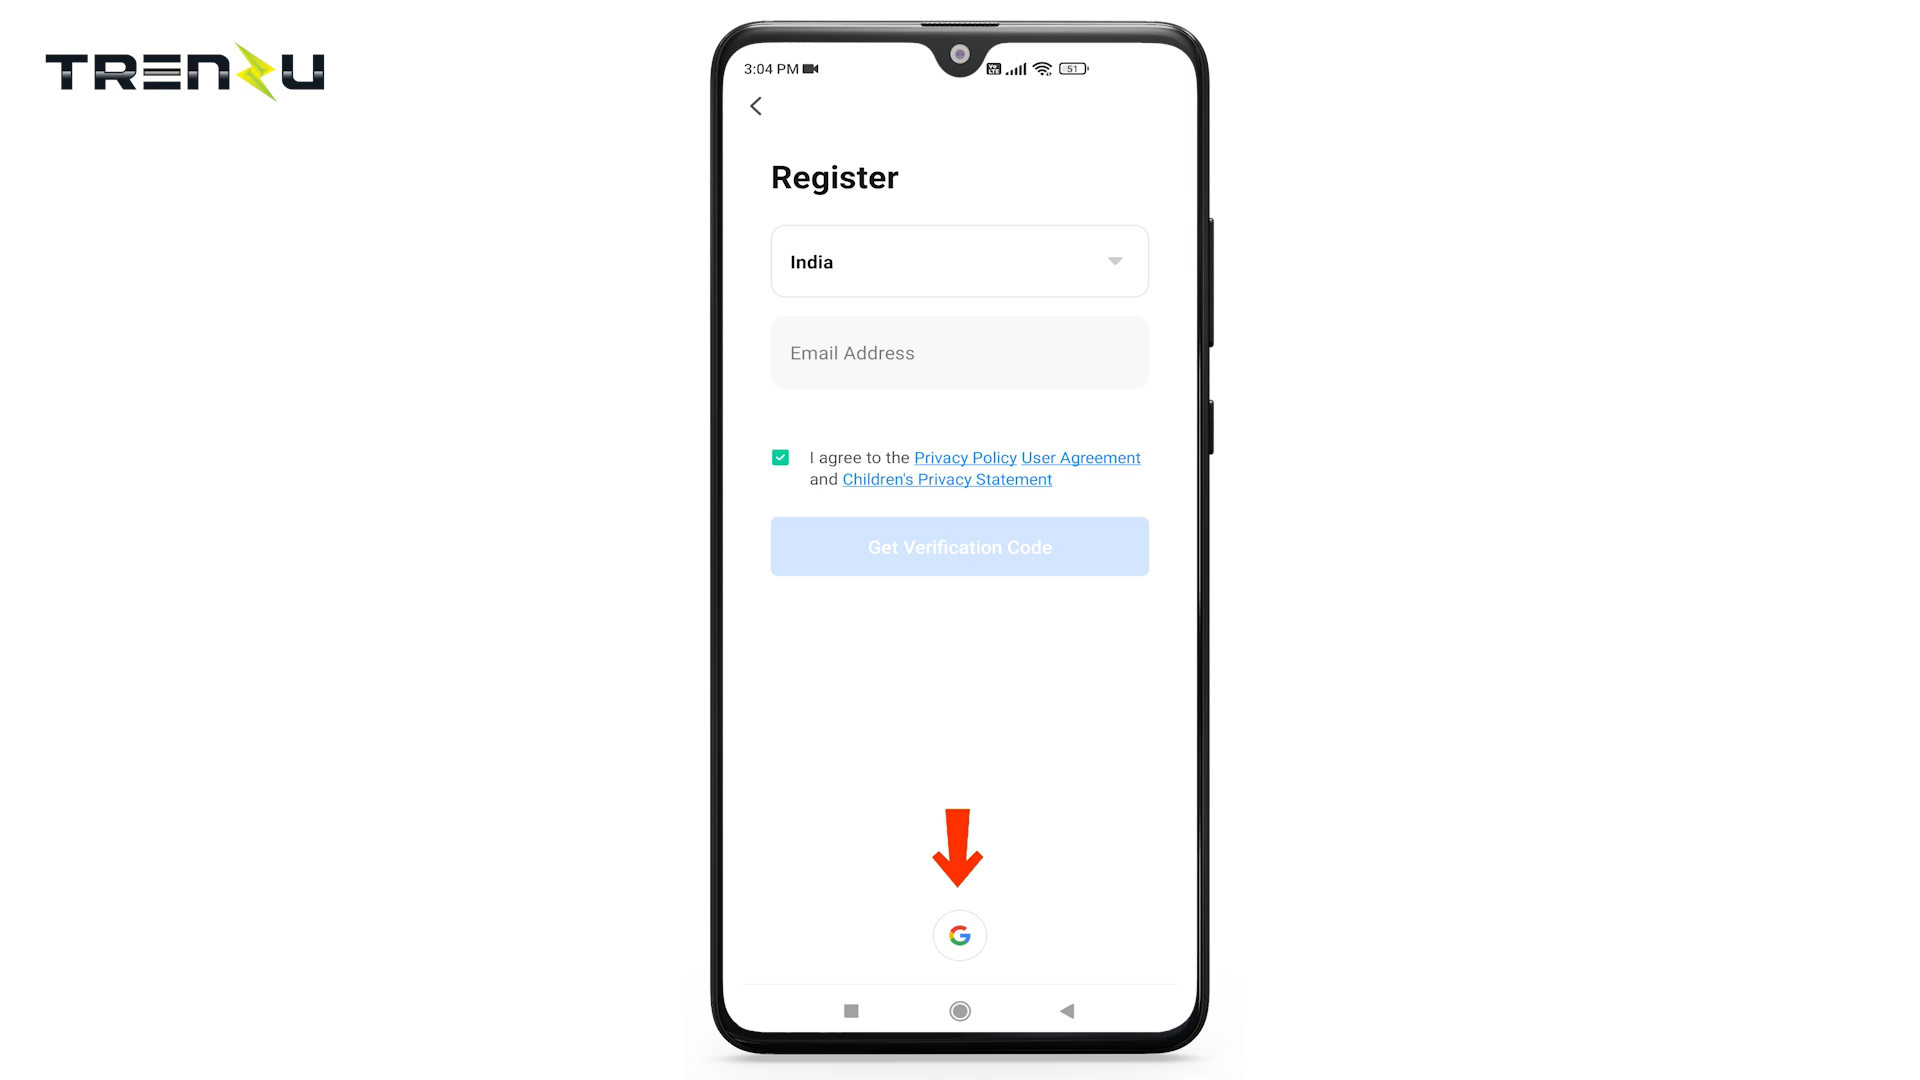 TRENZU
3:04 PM
51
Register
India
Email Address
I agree to the Privacy Policy User Agreement
and Children's Privacy Statement
Get Verification Code